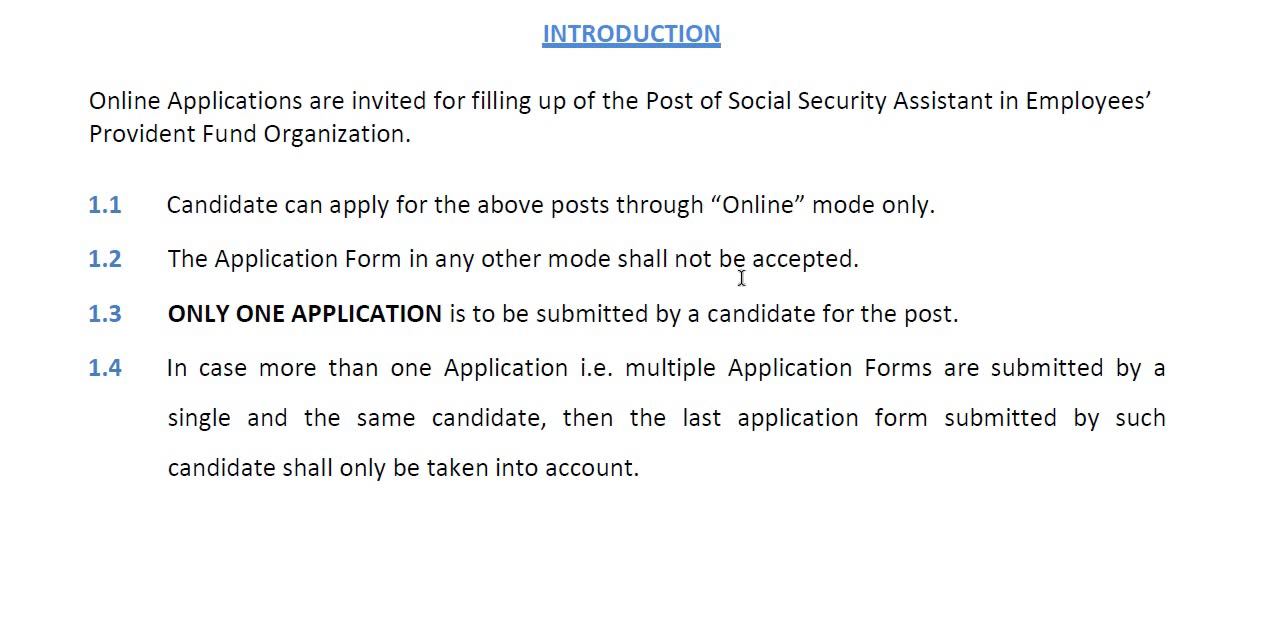 INTRODUCTION
Online Applications are invited for filling up of the Post of Social Security Assistant in Employees’
Provident Fund Organization.
1.1 Candidate can apply for the above posts through “Online” mode only.
1.2 The Application Form in any other mode shall not be accepted.
1.3 ONLY ONE APPLICATION is to be submitted by a candidate for the post.
1.4 In case more than one Application i.e. multiple Application Forms are submitted by a
single and the same candidate, then the last application form submitted by such
candidate shall only be taken into account.